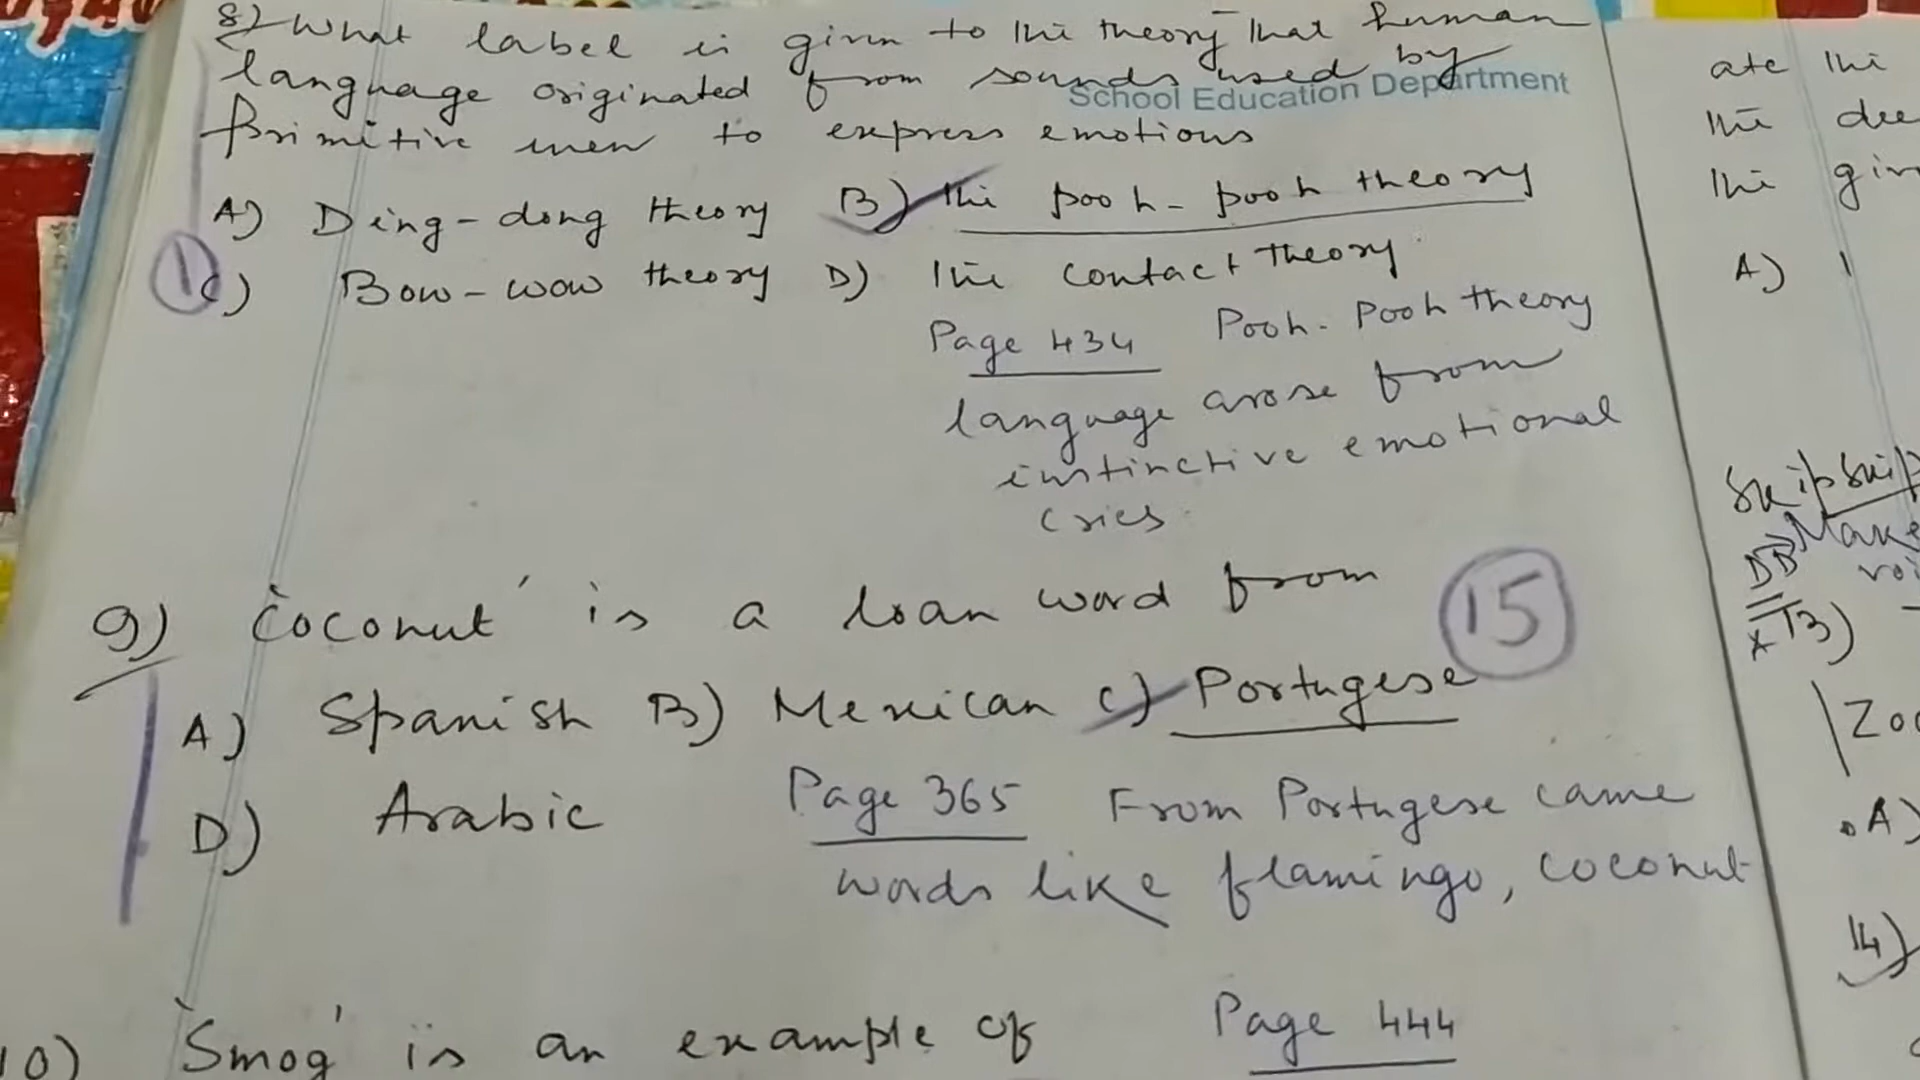 8) What label is given to the theory that human
language originated from sounds used by
School Education Department
primitive men to express emotions
A) Ding-dong theory B) The pooh-pooh theory
1
C) Bow-wow theory D) The contact theory.
Page 434 Pooh-Pooh theory
language arose from
instinctive emotional
cries.
9) 'Coconut' is a loan word from
15
A) Spanish B) Mexican C) Portugese
D) Arabic Page 365 From Portugese came
words like flamingo, coconut
10) 'Smog' is an example of Page 444
ate the
the
the
A)
Skip
B)
A)
14)